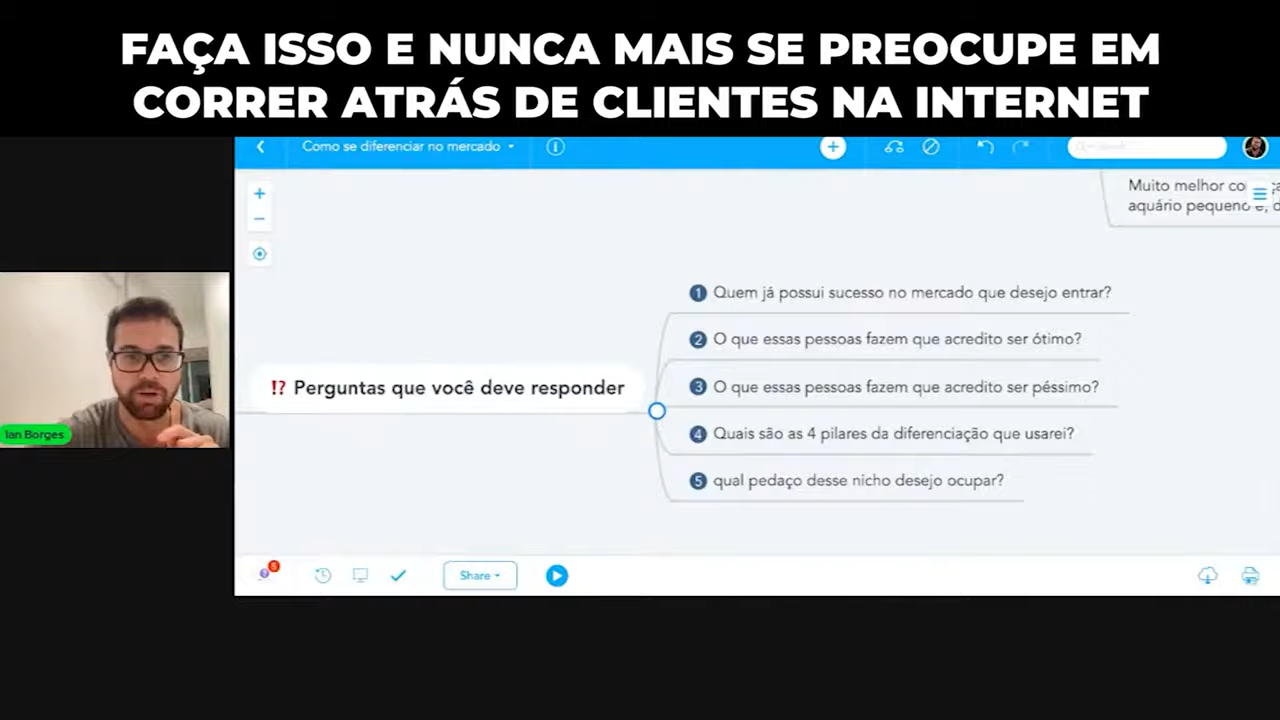 FAÇA ISSO E NUNCA MAIS SE PREOCUPE EM
CORRER ATRÁS DE CLIENTES NA INTERNET
Como se diferenciar no mercado
Muito melhor
aquário pequeno
1 Quem já possui sucesso no mercado que desejo entrar?
2 O que essas pessoas fazem que acredito ser ótimo?
!? Perguntas que você deve responder
3 O que essas pessoas fazem que acredito ser péssimo?
4 Quais são as 4 pilares da diferenciação que usarei?
5 qual pedaço desse nicho desejo ocupar?
Ian Borges
5
Share